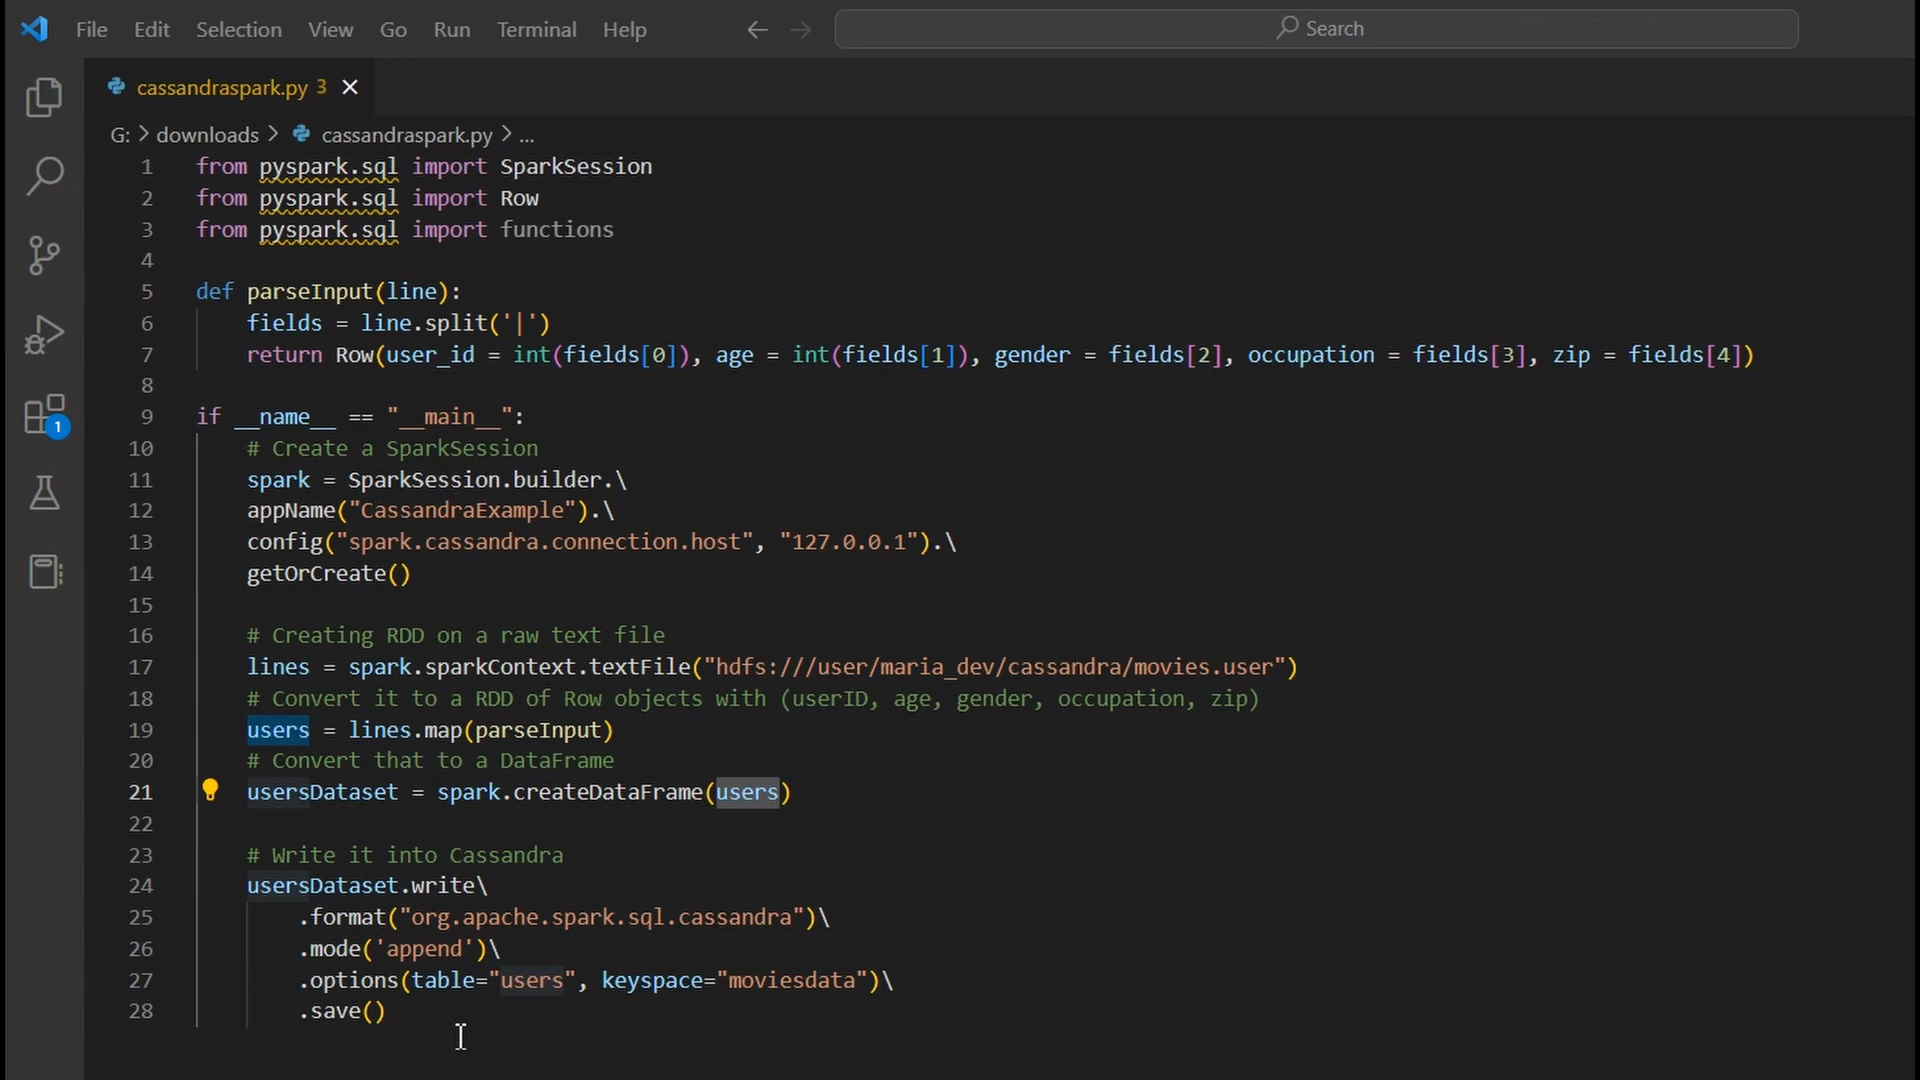 File Edit Selection View Go Run Terminal Help Search
cassandraspark.py 3
G: > downloads > cassandraspark.py > ...
1 from pyspark.sql import SparkSession
2 from pyspark.sql import Row
3 from pyspark.sql import functions
4
5 def parseInput(line):
6 fields = line.split('|')
7 return Row(user_id = int(fields[0]), age = int(fields[1]), gender = fields[2], occupation = fields[3], zip = fields[4])
8
9 if __name__ == "__main__":
10 # Create a SparkSession
11 spark = SparkSession.builder.\
12 appName("CassandraExample").\
13 config("spark.cassandra.connection.host", "127.0.0.1").\
14 getOrCreate()
15
16 # Creating RDD on a raw text file
17 lines = spark.sparkContext.textFile("hdfs:///user/maria_dev/cassandra/movies.user")
18 # Convert it to a RDD of Row objects with (userID, age, gender, occupation, zip)
19 users = lines.map(parseInput)
20 # Convert that to a DataFrame
21 usersDataset = spark.createDataFrame(users)
22
23 # Write it into Cassandra
24 usersDataset.write\
25 .format("org.apache.spark.sql.cassandra")\
26 .mode('append')\
27 .options(table="users", keyspace="moviesdata")\
28 .save()
1